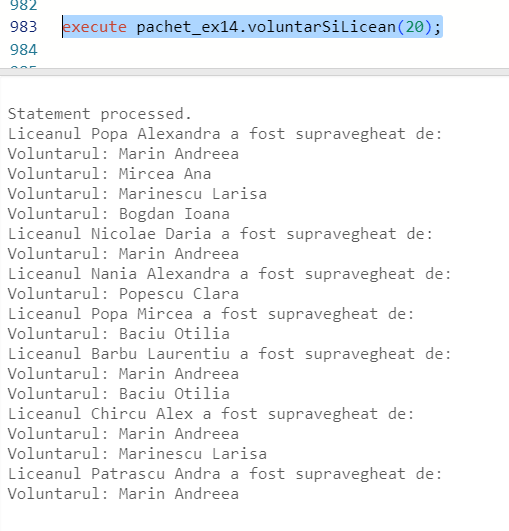 982
983 execute pachet_ex14.voluntarSiLicean(20);
984
Statement processed.
Liceanul Popa Alexandra a fost supravegheat de:
Voluntarul: Marin Andreea
Voluntarul: Mircea Ana
Voluntarul: Marinescu Larisa
Voluntarul: Bogdan Ioana
Liceanul Nicolae Daria a fost supravegheat de:
Voluntarul: Marin Andreea
Liceanul Nania Alexandra a fost supravegheat de:
Voluntarul: Popescu Clara
Liceanul Popa Mircea a fost supravegheat de:
Voluntarul: Baciu Otilia
Liceanul Barbu Laurentiu a fost supravegheat de:
Voluntarul: Marin Andreea
Voluntarul: Baciu Otilia
Liceanul Chircu Alex a fost supravegheat de:
Voluntarul: Marin Andreea
Voluntarul: Marinescu Larisa
Liceanul Patrascu Andra a fost supravegheat de:
Voluntarul: Marin Andreea